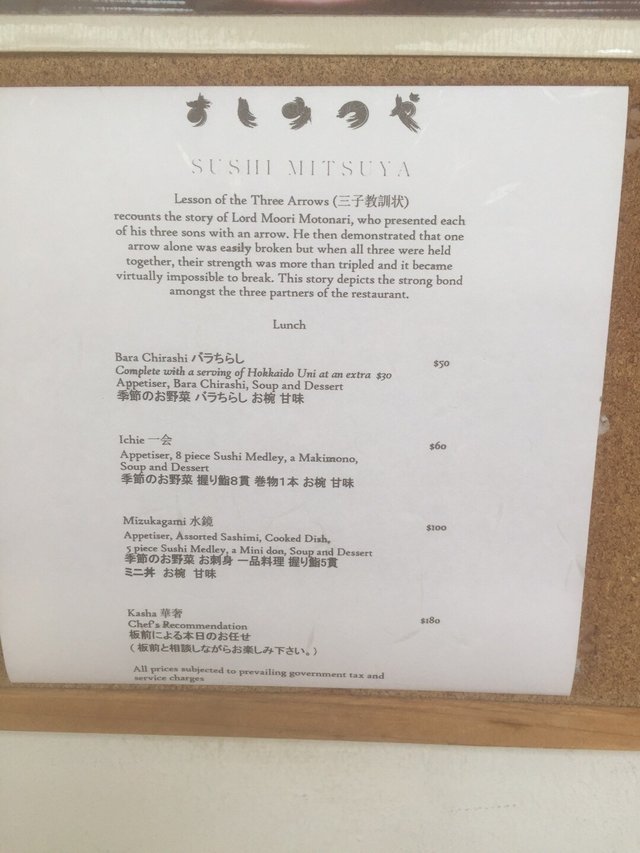 すし みつや
SUSHI MITSUYA
Lesson of the Three Arrows (三子教訓状)
recounts the story of Lord Moori Motonari, who presented each
of his three sons with an arrow. He then demonstrated that one
arrow alone was easily broken but when all three were held
together, their strength was more than tripled and it became
virtually impossible to break. This story depicts the strong bond
amongst the three partners of the restaurant.
Lunch
Bara Chirashi バラちらし $50
Complete with a serving of Hokkaido Uni at an extra $30
Appetiser, Bara Chirashi, Soup and Dessert
季節のお野菜 バラちらし お椀 甘味
Ichie 一会 $60
Appetiser, 8 piece Sushi Medley, a Makimono,
Soup and Dessert
季節のお野菜 握り鮨8貫 巻物1本 お椀 甘味
Mizukagami 水鏡 $100
Appetiser, Assorted Sashimi, Cooked Dish,
5 piece Sushi Medley, a Mini don, Soup and Dessert
季節のお野菜 お刺身 一品料理 握り鮨5貫
ミニ丼 お椀 甘味
Kasha 華奢 $180
Chef's Recommendation
板前による本日のお任せ
(板前と相談しながらお楽しみ下さい。)
All prices subjected to prevailing government tax and
service charges